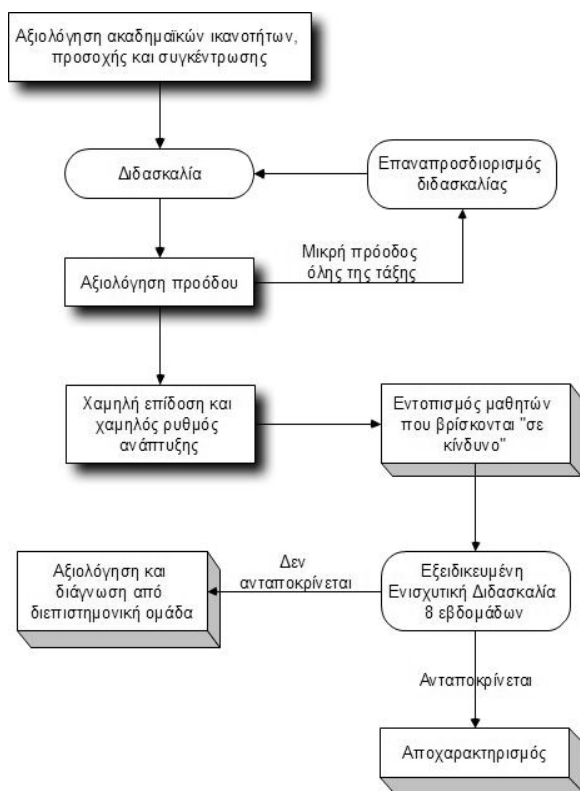 Αξιολόγηση ακαδημαϊκών ικανοτήτων,
προσοχής και συγκέντρωσης
Διδασκαλία
Επαναπροσδιορισμός
διδασκαλίας
Μικρή πρόοδος
όλης της τάξης
Αξιολόγηση προόδου
Χαμηλή επίδοση και
χαμηλός ρυθμός
ανάπτυξης
Εντοπισμός μαθητών
που βρίσκονται "σε
κίνδυνο"
Δεν
ανταποκρίνεται
Αξιολόγηση και
διάγνωση από
διεπιστημονική ομάδα
Εξειδικευμένη
Ενισχυτική Διδασκαλία
8 εβδομάδων
Ανταποκρίνεται
Αποχαρακτηρισμός